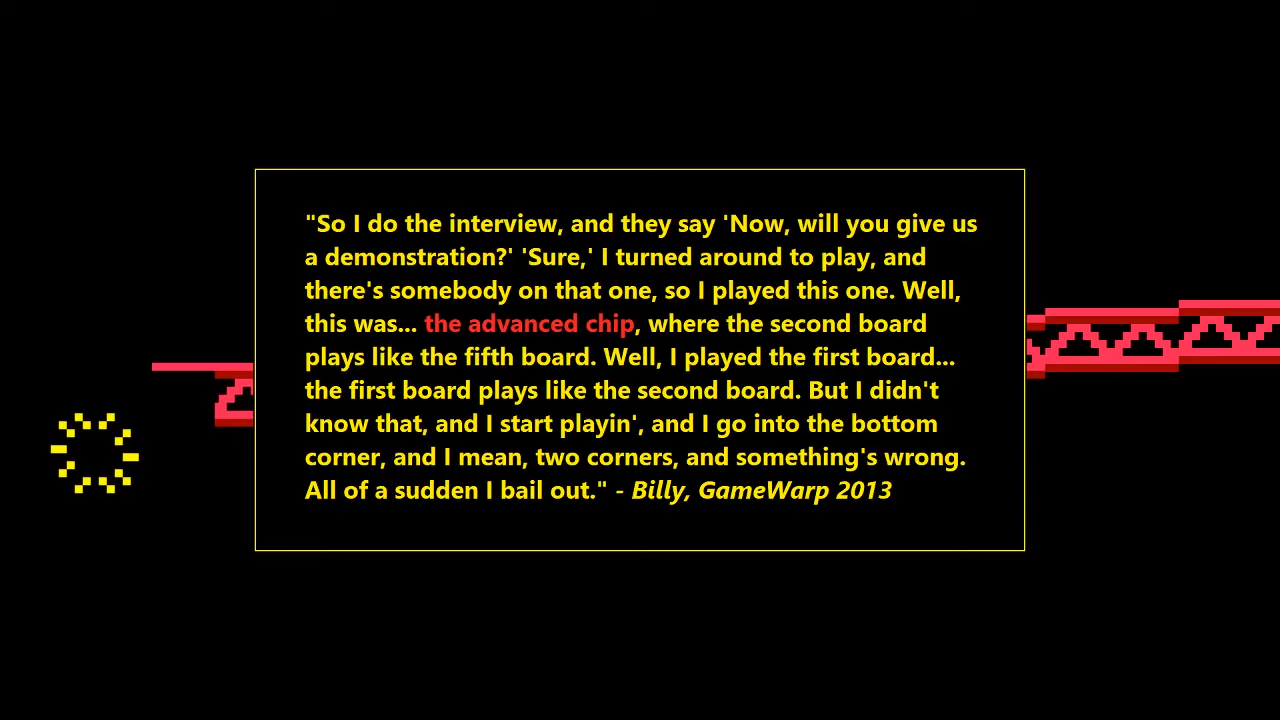 "So I do the interview, and they say 'Now, will you give us
a demonstration?' 'Sure,' I turned around to play, and
there's somebody on that one, so I played this one. Well,
this was... the advanced chip, where the second board
plays like the fifth board. Well, I played the first board...
the first board plays like the second board. But I didn't
know that, and I start playin', and I go into the bottom
corner, and I mean, two corners, and something's wrong.
All of a sudden I bail out." - Billy, GameWarp 2013